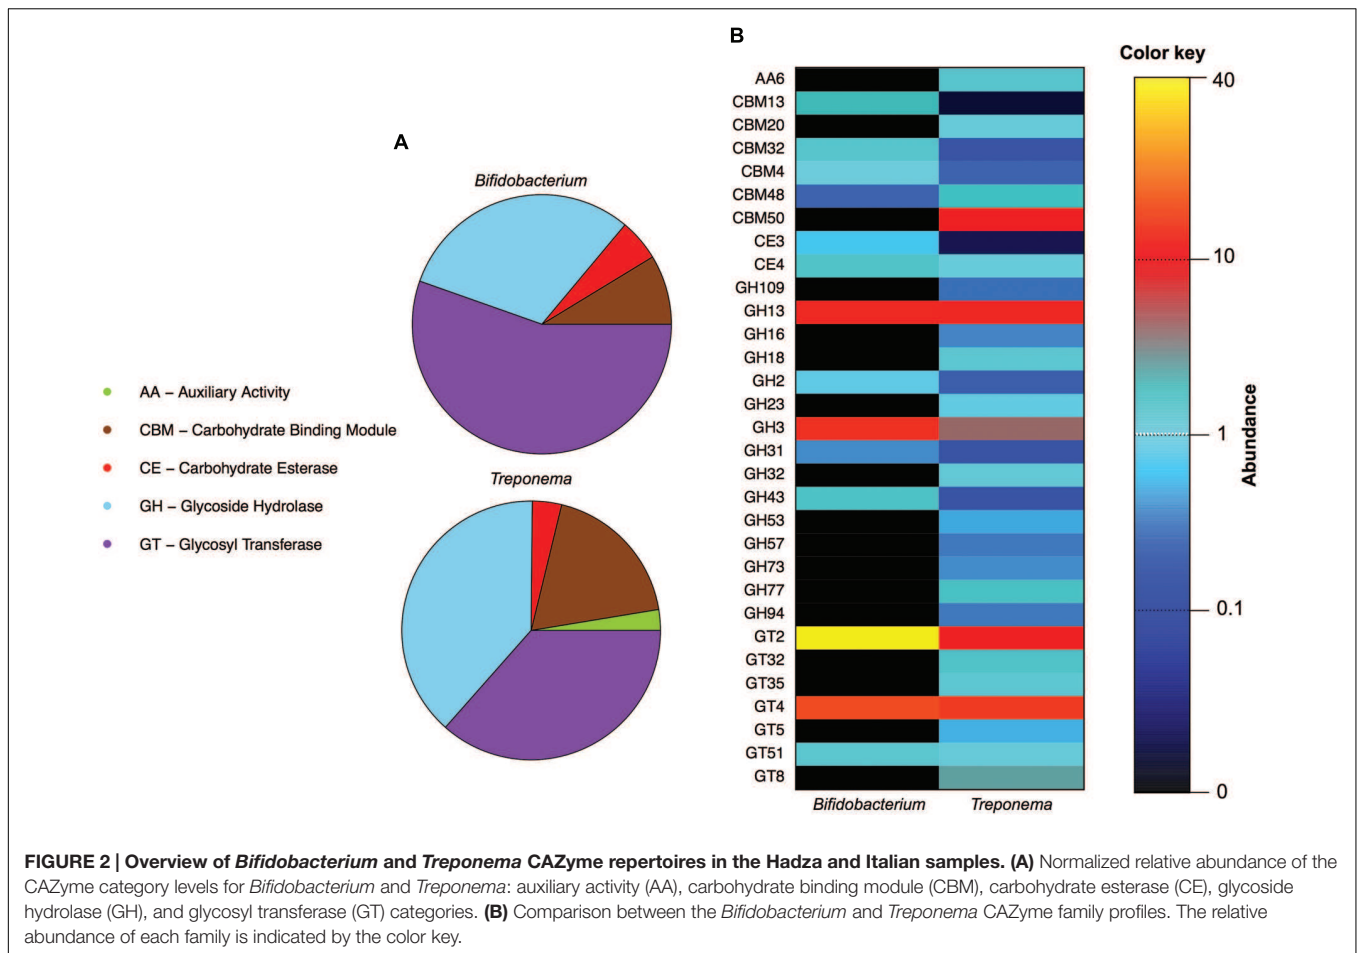 A
Bifidobacterium
AA – Auxiliary Activity
CBM – Carbohydrate Binding Module
CE – Carbohydrate Esterase
GH – Glycoside Hydrolase
GT – Glycosyl Transferase
Treponema
B
AA6
CBM13
CBM20
CBM32
CBM4
CBM48
CBM50
CE3
CE4
GH109
GH13
GH16
GH18
GH2
GH23
GH3
GH31
GH32
GH43
GH53
GH57
GH73
GH77
GH94
GT2
GT32
GT35
GT4
GT5
GT51
GT8
Bifidobacterium
Treponema
Color key
40
10
1
0.1
0
Abundance
FIGURE 2 | Overview of Bifidobacterium and Treponema CAZyme repertoires in the Hadza and Italian samples. (A) Normalized relative abundance of the
CAZyme category levels for Bifidobacterium and Treponema: auxiliary activity (AA), carbohydrate binding module (CBM), carbohydrate esterase (CE), glycoside
hydrolase (GH), and glycosyl transferase (GT) categories. (B) Comparison between the Bifidobacterium and Treponema CAZyme family profiles. The relative
abundance of each family is indicated by the color key.